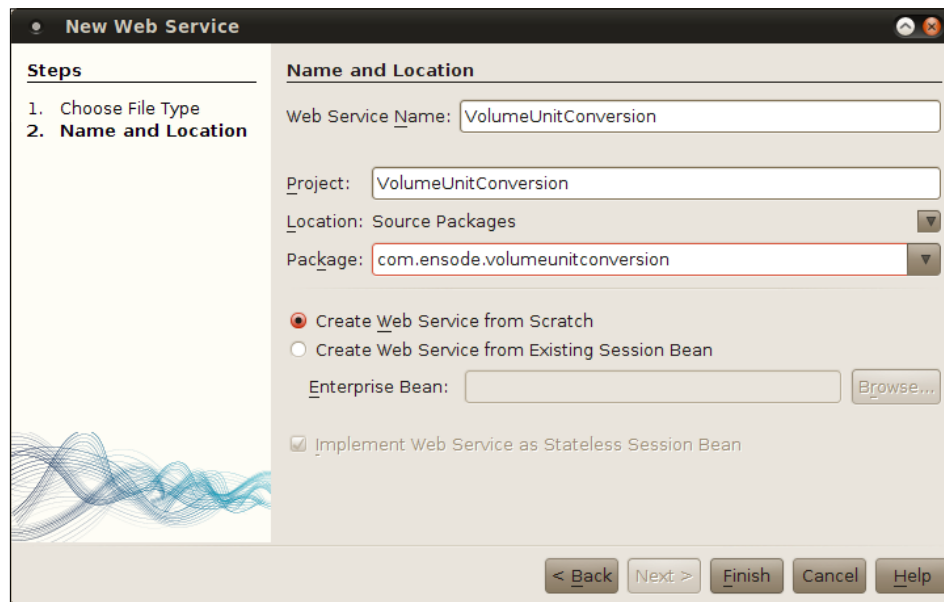 New Web Service
Steps
1. Choose File Type
2. Name and Location
Name and Location
Web Service Name: VolumeUnitConversion
Project: VolumeUnitConversion
Location: Source Packages
Package: com.ensode.volumeunitconversion
Create Web Service from Scratch
Create Web Service from Existing Session Bean
Enterprise Bean: Browse...
Implement Web Service as Stateless Session Bean
< Back Next > Finish Cancel Help